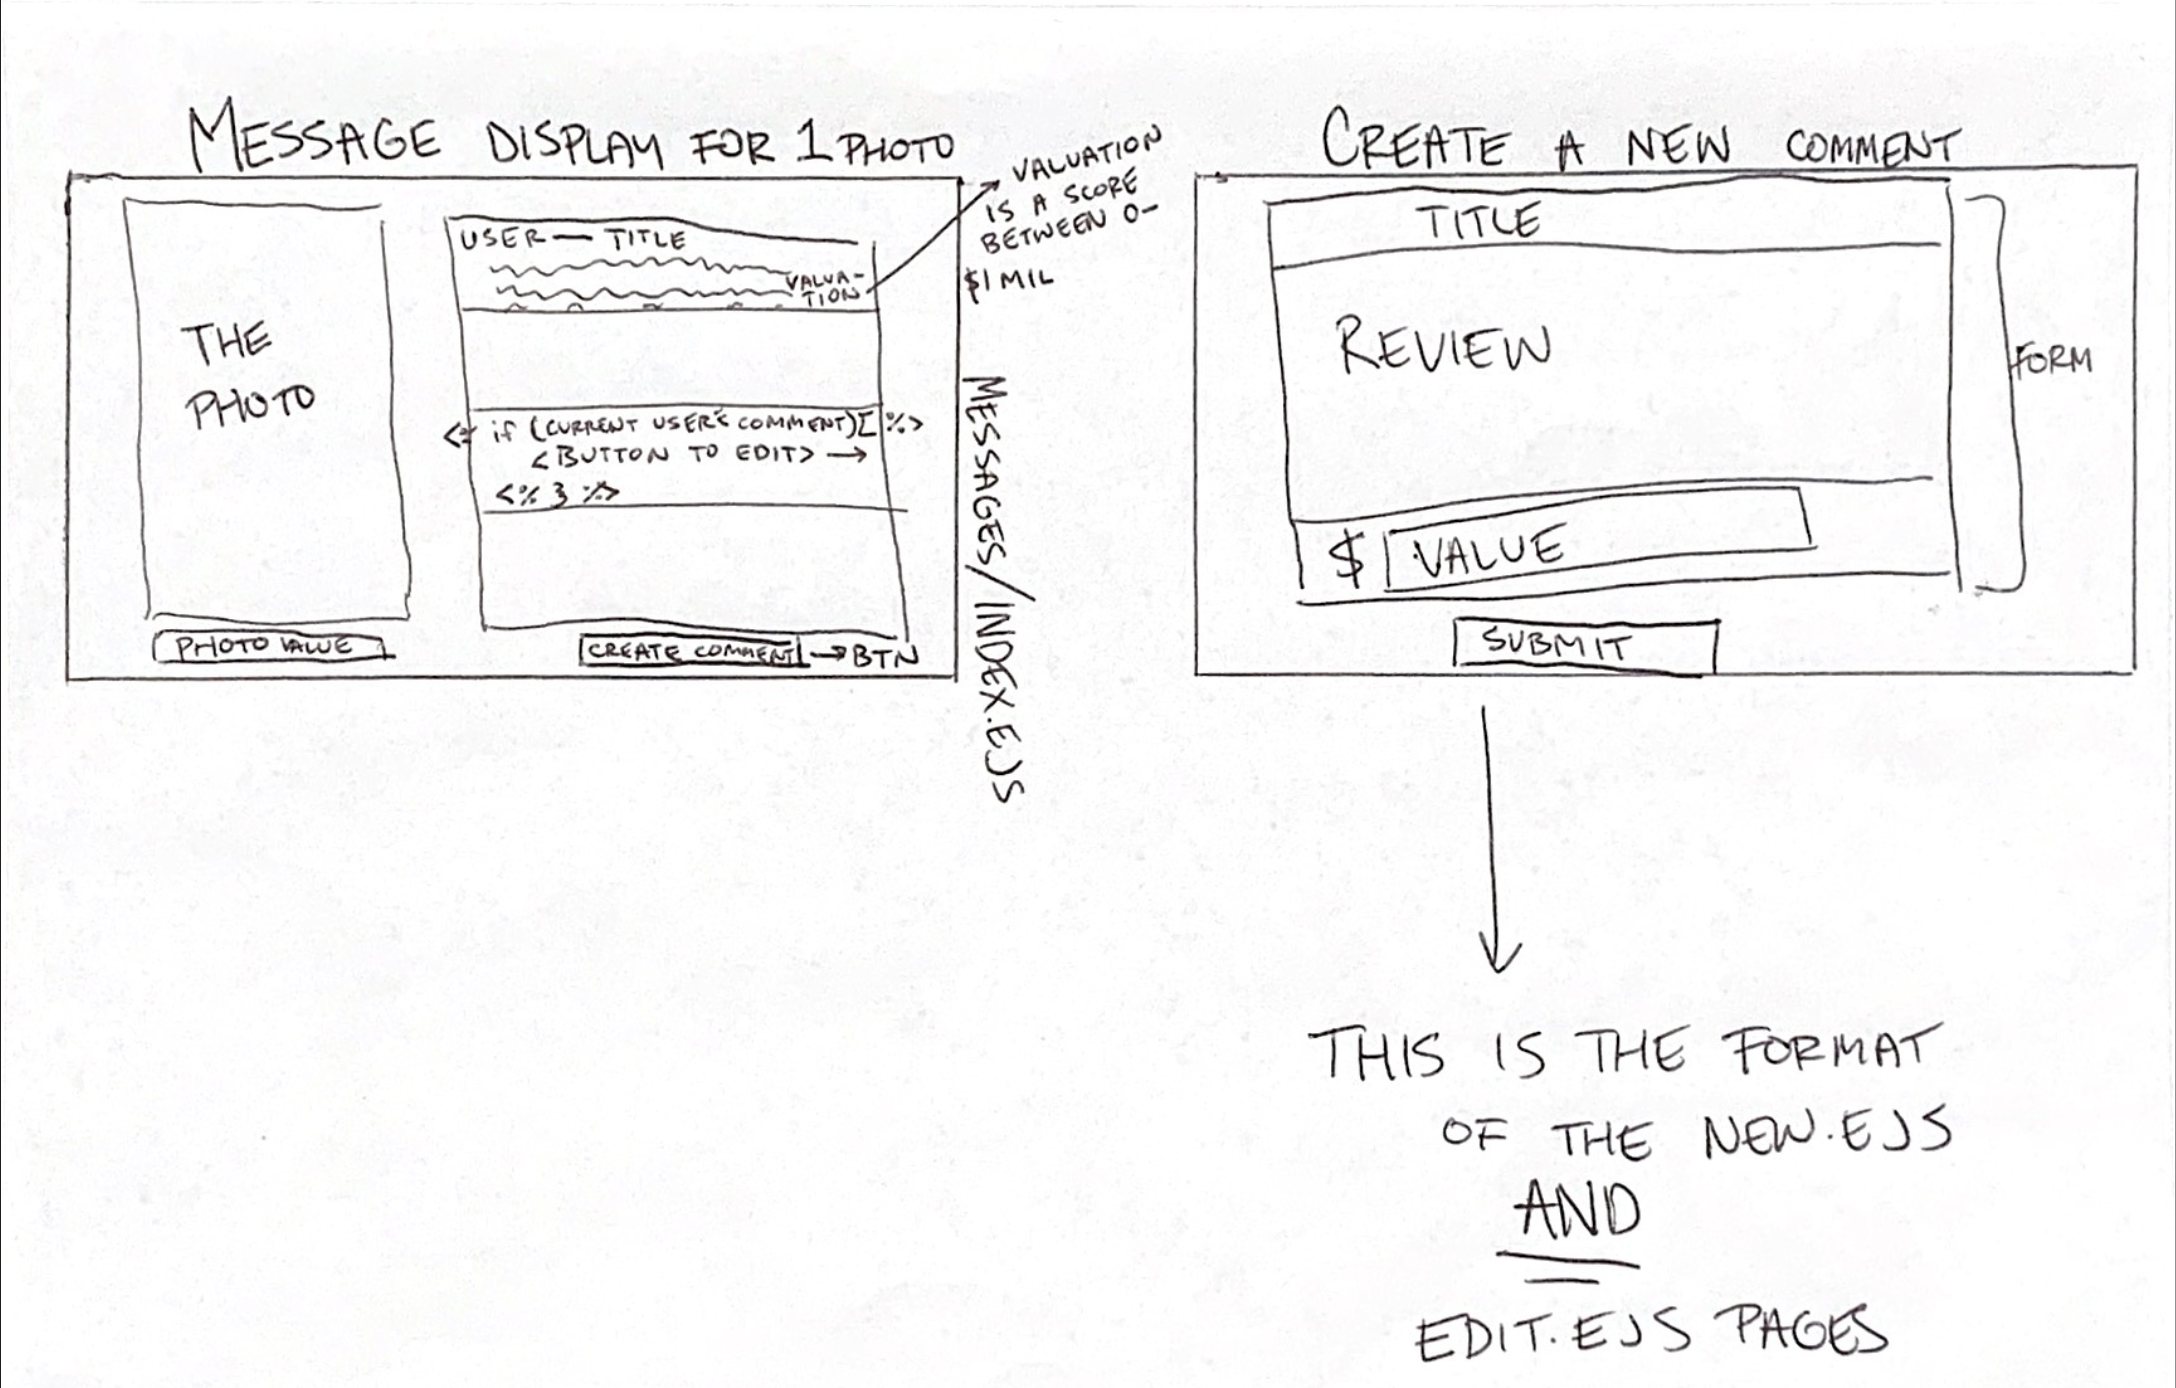 MESSAGE DISPLAY FOR 1 PHOTO
THE
PHOTO
PHOTO VALUE
USER — TITLE
VALUA-
TION
VALUATION
IS A SCORE
BETWEEN 0-
$1 MIL
if (CURRENT USER'S COMMENT)[ %>
<BUTTON TO EDIT> →
<% } %>
CREATE COMMENT → BTN
MESSAGES/INDEX.EJS
CREATE A NEW COMMENT
TITLE
REVIEW
$ VALUE
FORM
SUBMIT
THIS IS THE FORMAT
OF THE NEW.EJS
AND
EDIT.EJS PAGES